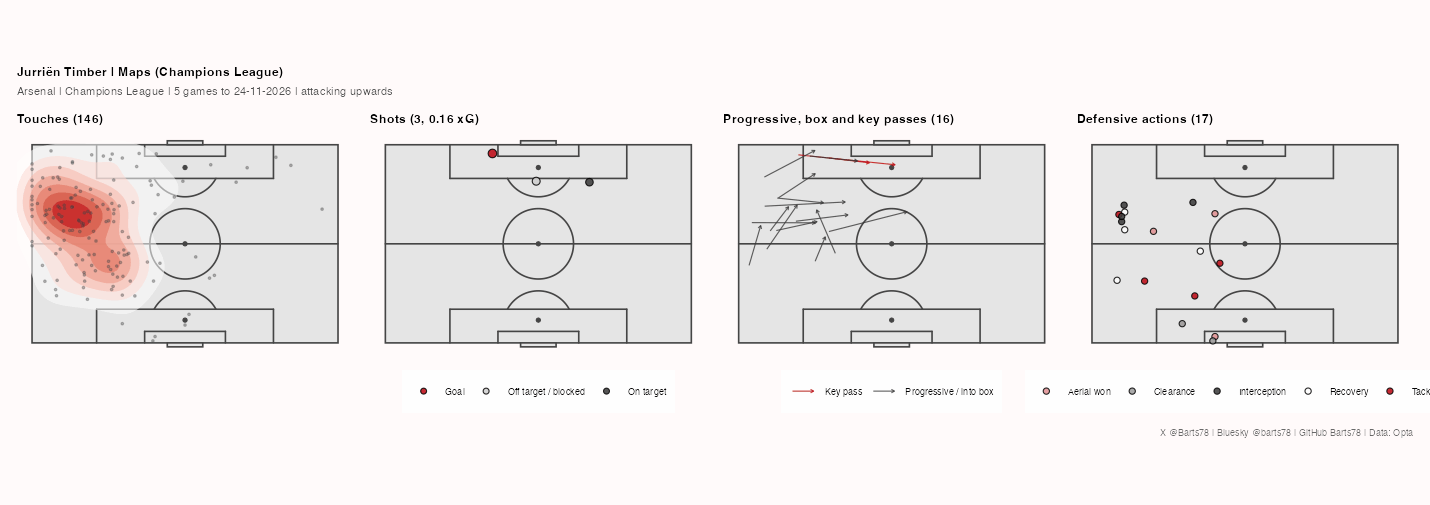 Jurriën Timber | Maps (Champions League)
Arsenal | Champions League | 5 games to 24-11-2026 | attacking upwards
Touches (146)
Shots (3, 0.16 xG)
Progressive, box and key passes (16)
Defensive actions (17)
Goal
Off target / blocked
On target
Key pass
Progressive / Into box
Aerial won
Clearance
Interception
Recovery
Tack
X @Barts78 | Bluesky @barts78 | GitHub Barts78 | Data: Opta